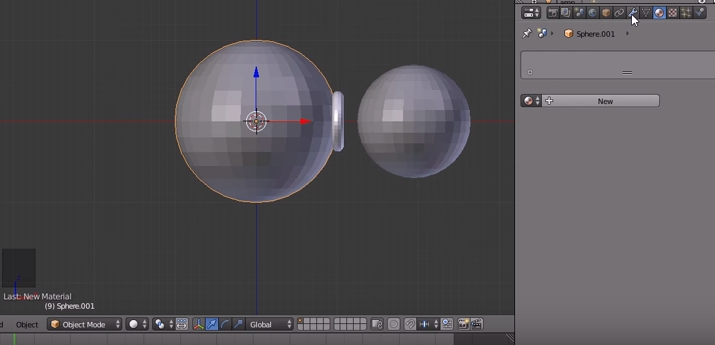 Sphere.001
New
Last: New Material
(9) Sphere.001
Object
Object Mode
Global